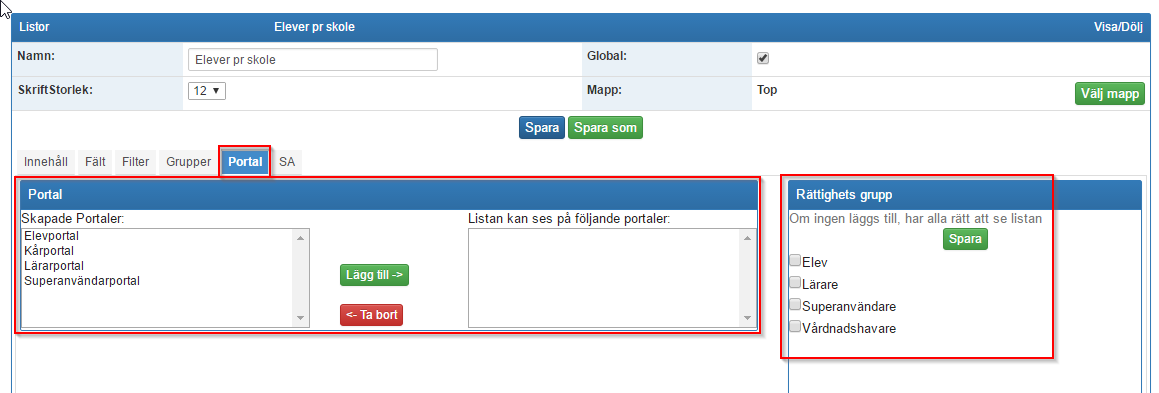 Listor Elever pr skole Visa/Dölj
Namn: Elever pr skole Global:
SkriftStorlek: 12 Mapp: Top Välj mapp
Spara Spara som
Innehåll Fält Filter Grupper Portal SA
Portal
Skapade Portaler: Listan kan ses på följande portaler:
Elevportal
Kårportal
Lärarportal
Superanvändarportal
Lägg till ->
<- Ta bort
Rättighets grupp
Om ingen läggs till, har alla rätt att se listan
Spara
Elev
Lärare
Superanvändare
Vårdnadshavare